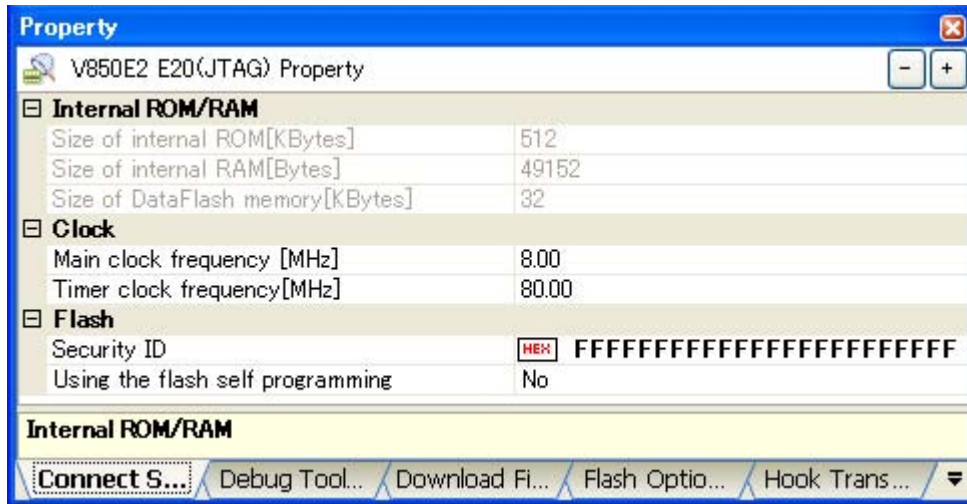 Property
V850E2 E20(JTAG) Property
Internal ROM/RAM
Size of internal ROM[KBytes] 512
Size of internal RAM[Bytes] 49152
Size of DataFlash memory[KBytes] 32
Clock
Main clock frequency [MHz] 8.00
Timer clock frequency[MHz] 80.00
Flash
Security ID HEX FFFFFFFFFFFFFFFFFFFFFFFF
Using the flash self programming No
Internal ROM/RAM
Connect S... Debug Tool... Download Fi... Flash Optio... Hook Trans...